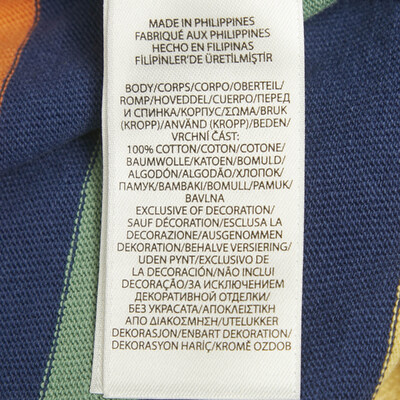 MADE IN PHILIPPINES
FABRIQUÉ AUX PHILIPPINES
HECHO EN FILIPINAS
FİLİPİNLER'DE ÜRETİLMİŞTİR
BODY/CORPS/CORPO/OBERTEIL/
ROMP/HOVEDDEL/CUERPO/ПЕРЕД
И СПИНКА/КОРПУС/ΣΩΜΑ/BRUK
(KROPP)/ANVÄND (KROPP)/BEDEN/
VRCHNÍ ČÁST:
100% COTTON/COTON/COTONE/
BAUMWOLLE/KATOEN/BOMULD/
ALGODÓN/ALGODÃO/ХЛОПОК/
ПАМУК/ΒΑΜΒΑΚΙ/BOMULL/PAMUK/
BAVLNA
EXCLUSIVE OF DECORATION/
SAUF DÉCORATION/ESCLUSA LA
DECORAZIONE/AUSGENOMMEN
DEKORATION/BEHALVE VERSIERING/
UDEN PYNT/EXCLUSIVO DE
LA DECORACIÓN/NÃO INCLUI
DECORAÇÃO/ЗА ИСКЛЮЧЕНИЕМ
ДЕКОРАТИВНОЙ ОТДЕЛКИ/
БЕЗ УКРАСАТА/ΑΠΟΚΛΕΙΣΤΙΚΗ
ΑΠΟ ΔΙΑΚΟΣΜΗΣΗ/UTELUKKER
DEKORASJON/ENBART DEKORATION/
DEKORASYON HARİÇ/KROMĚ OZDOB